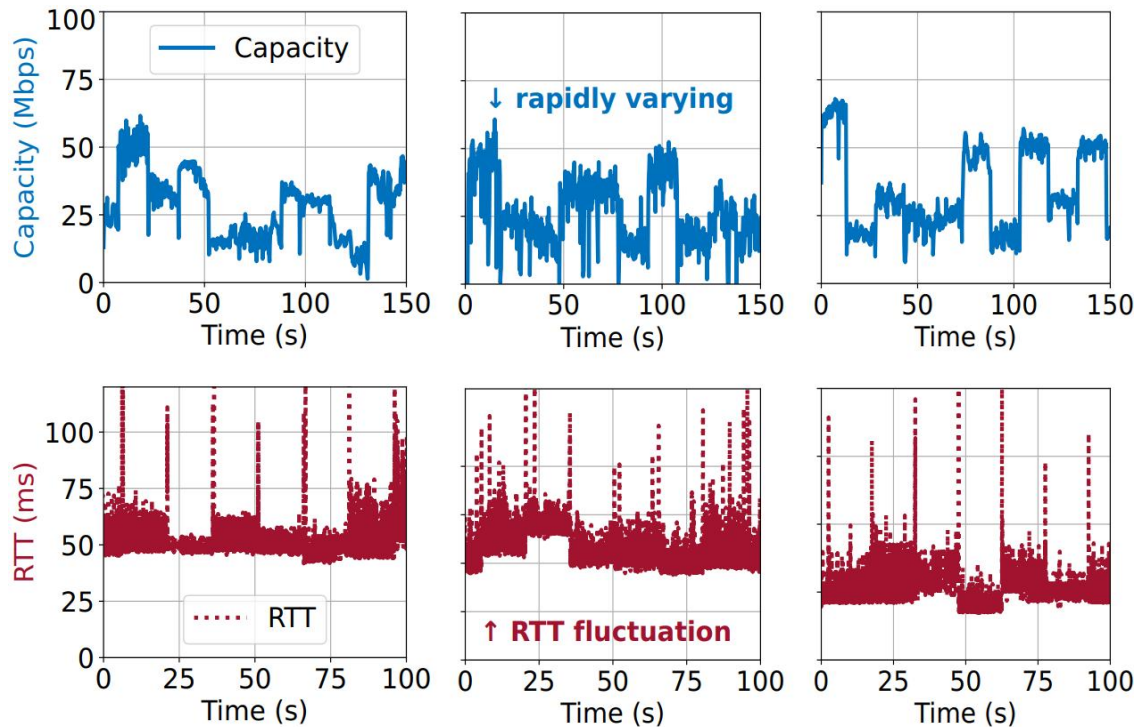 100
75
50
25
0
Capacity (Mbps)
Capacity
0 50 100 150
Time (s)
↓ rapidly varying
0 50 100 150
Time (s)
0 50 100 150
Time (s)
100
75
50
25
0
RTT (ms)
RTT
0 25 50 75 100
Time (s)
↑ RTT fluctuation
0 25 50 75 100
Time (s)
0 25 50 75 100
Time (s)